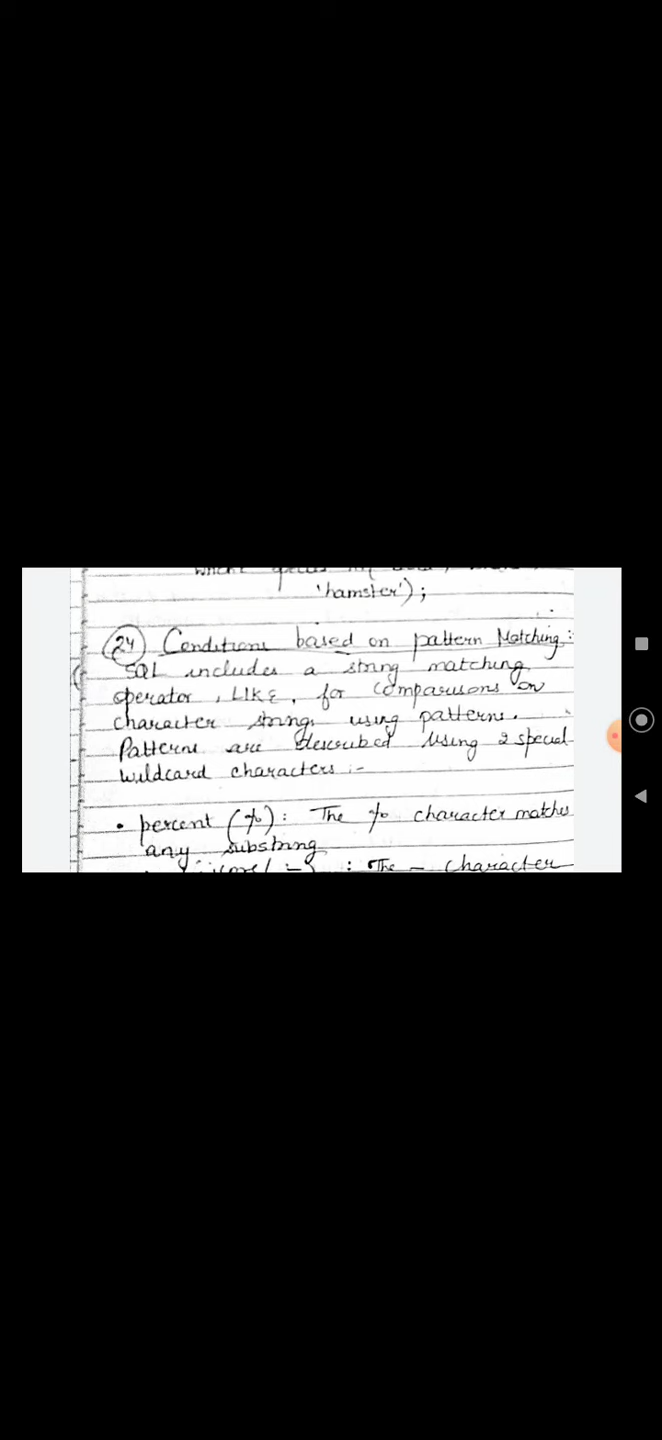 'hamster');
24 Conditions based on pattern Matching:
SQL includes a string matching
operator, LIKE, for comparisons on
character strings using patterns.
Patterns are described using 2 special
wildcard characters :-
• percent (%): The % character matches
any substring
: The _ character